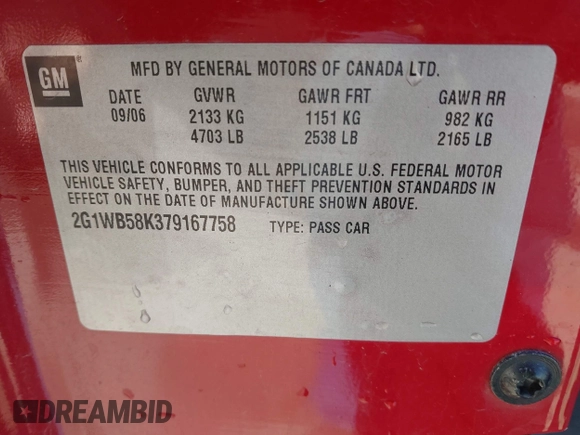 GM
MFD BY GENERAL MOTORS OF CANADA LTD.
DATE GVWR GAWR FRT GAWR RR
09/06 2133 KG 1151 KG 982 KG
4703 LB 2538 LB 2165 LB
THIS VEHICLE CONFORMS TO ALL APPLICABLE U.S. FEDERAL MOTOR
VEHICLE SAFETY, BUMPER, AND THEFT PREVENTION STANDARDS IN
EFFECT ON THE DATE OF MANUFACTURE SHOWN ABOVE.
2G1WB58K379167758 TYPE: PASS CAR
DREAMBID